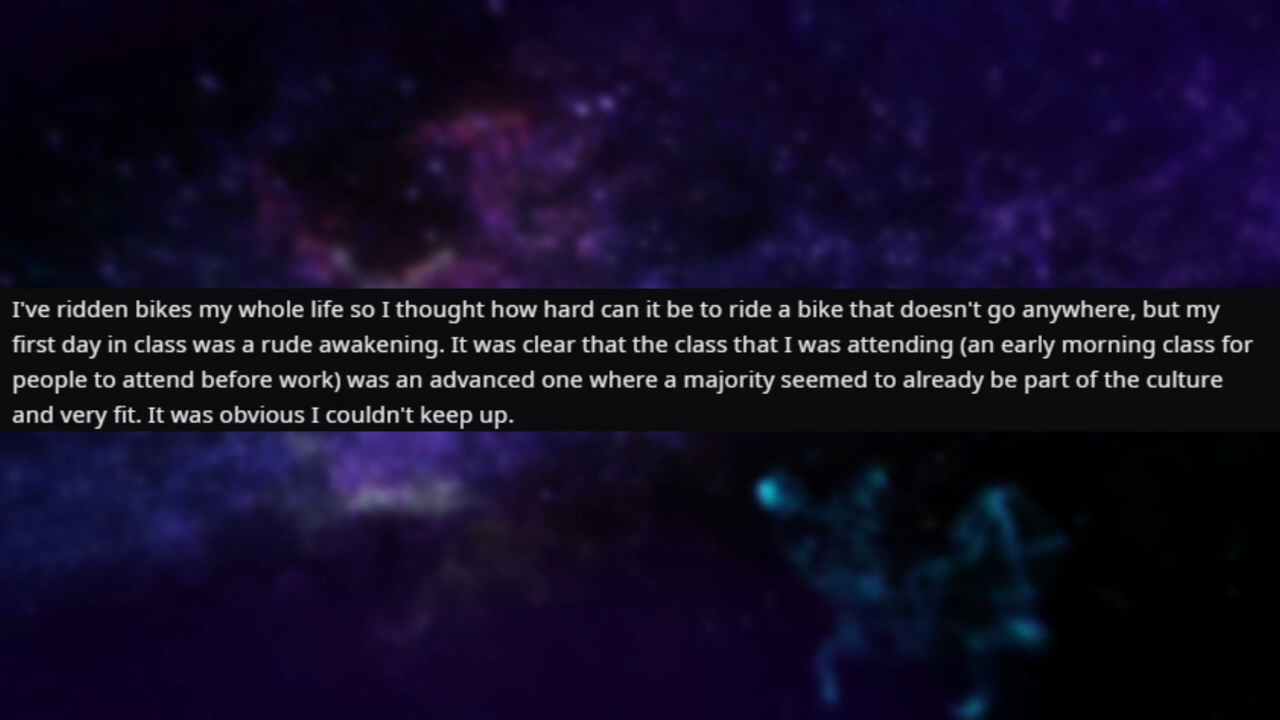 I've ridden bikes my whole life so I thought how hard can it be to ride a bike that doesn't go anywhere, but my
first day in class was a rude awakening. It was clear that the class that I was attending (an early morning class for
people to attend before work) was an advanced one where a majority seemed to already be part of the culture
and very fit. It was obvious I couldn't keep up.